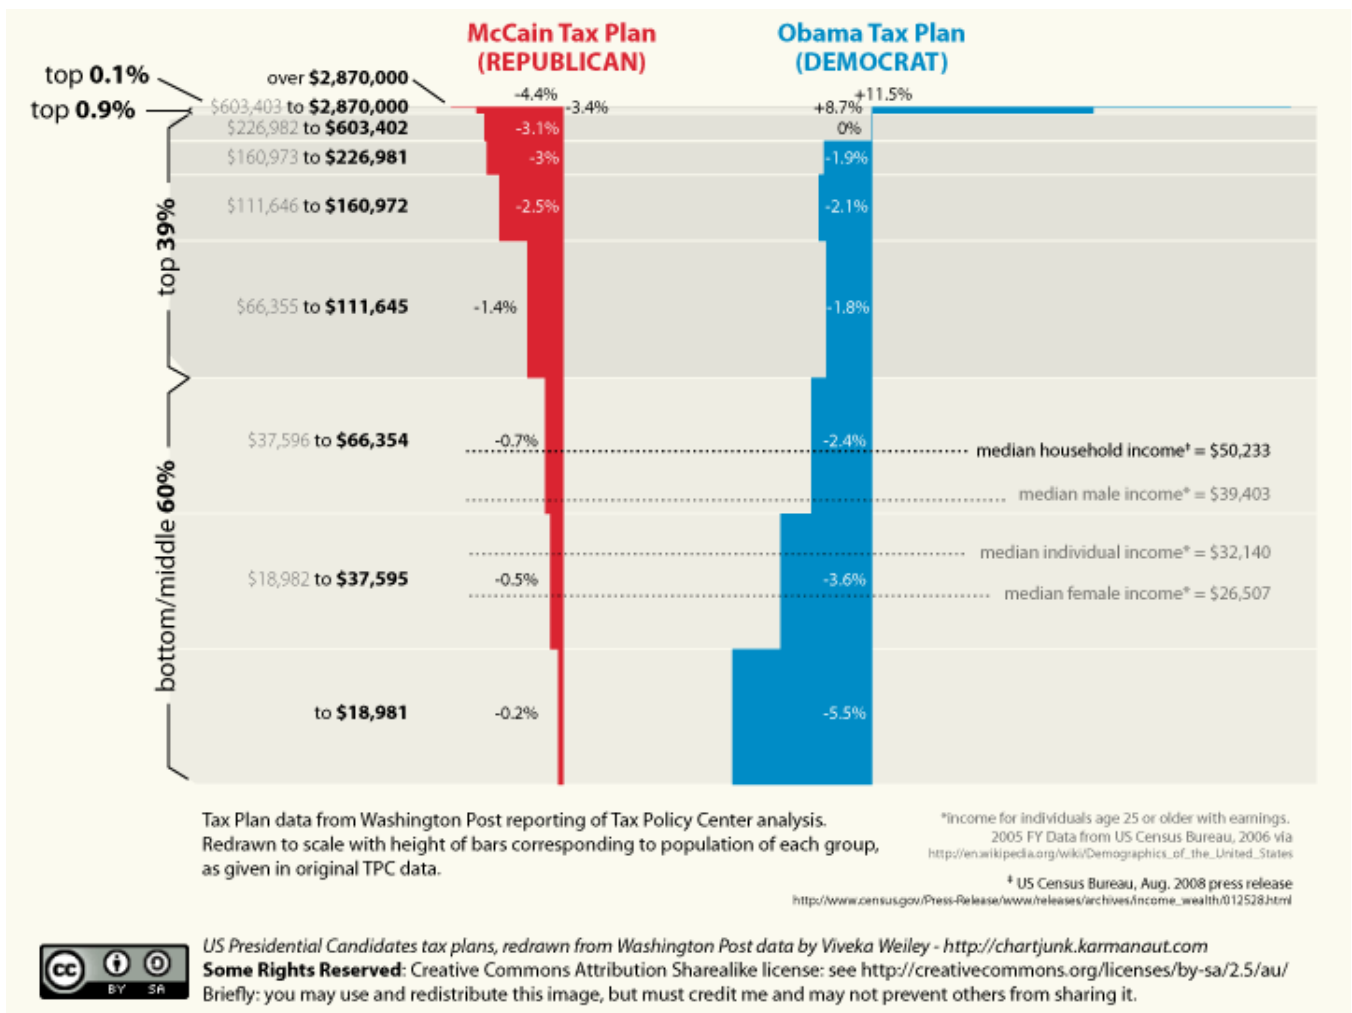 McCain Tax Plan
(REPUBLICAN)
Obama Tax Plan
(DEMOCRAT)
top 0.1%
over $2,870,000
-4.4%
+11.5%
top 0.9%
$603,403 to $2,870,000
-3.4%
+8.7%
$226,982 to $603,402
-3.1%
0%
$160,973 to $226,981
-3%
-1.9%
top 39%
$111,646 to $160,972
-2.5%
-2.1%
$66,355 to $111,645
-1.4%
-1.8%
bottom/middle 60%
$37,596 to $66,354
-0.7%
-2.4%
median household income‡ = $50,233
median male income* = $39,403
median individual income* = $32,140
$18,982 to $37,595
-0.5%
-3.6%
median female income* = $26,507
to $18,981
-0.2%
-5.5%
Tax Plan data from Washington Post reporting of Tax Policy Center analysis.
Redrawn to scale with height of bars corresponding to population of each group,
as given in original TPC data.
*income for individuals age 25 or older with earnings.
2005 FY Data from US Census Bureau, 2006 via
http://en.wikipedia.org/wiki/Demographics_of_the_United_States
‡ US Census Bureau, Aug. 2008 press release
http://www.census.gov/Press-Release/www/releases/archives/income_wealth/012528.html
cc
BY SA
US Presidential Candidates tax plans, redrawn from Washington Post data by Viveka Weiley - http://chartjunk.karmanaut.com
Some Rights Reserved: Creative Commons Attribution Sharealike license: see http://creativecommons.org/licenses/by-sa/2.5/au/
Briefly: you may use and redistribute this image, but must credit me and may not prevent others from sharing it.